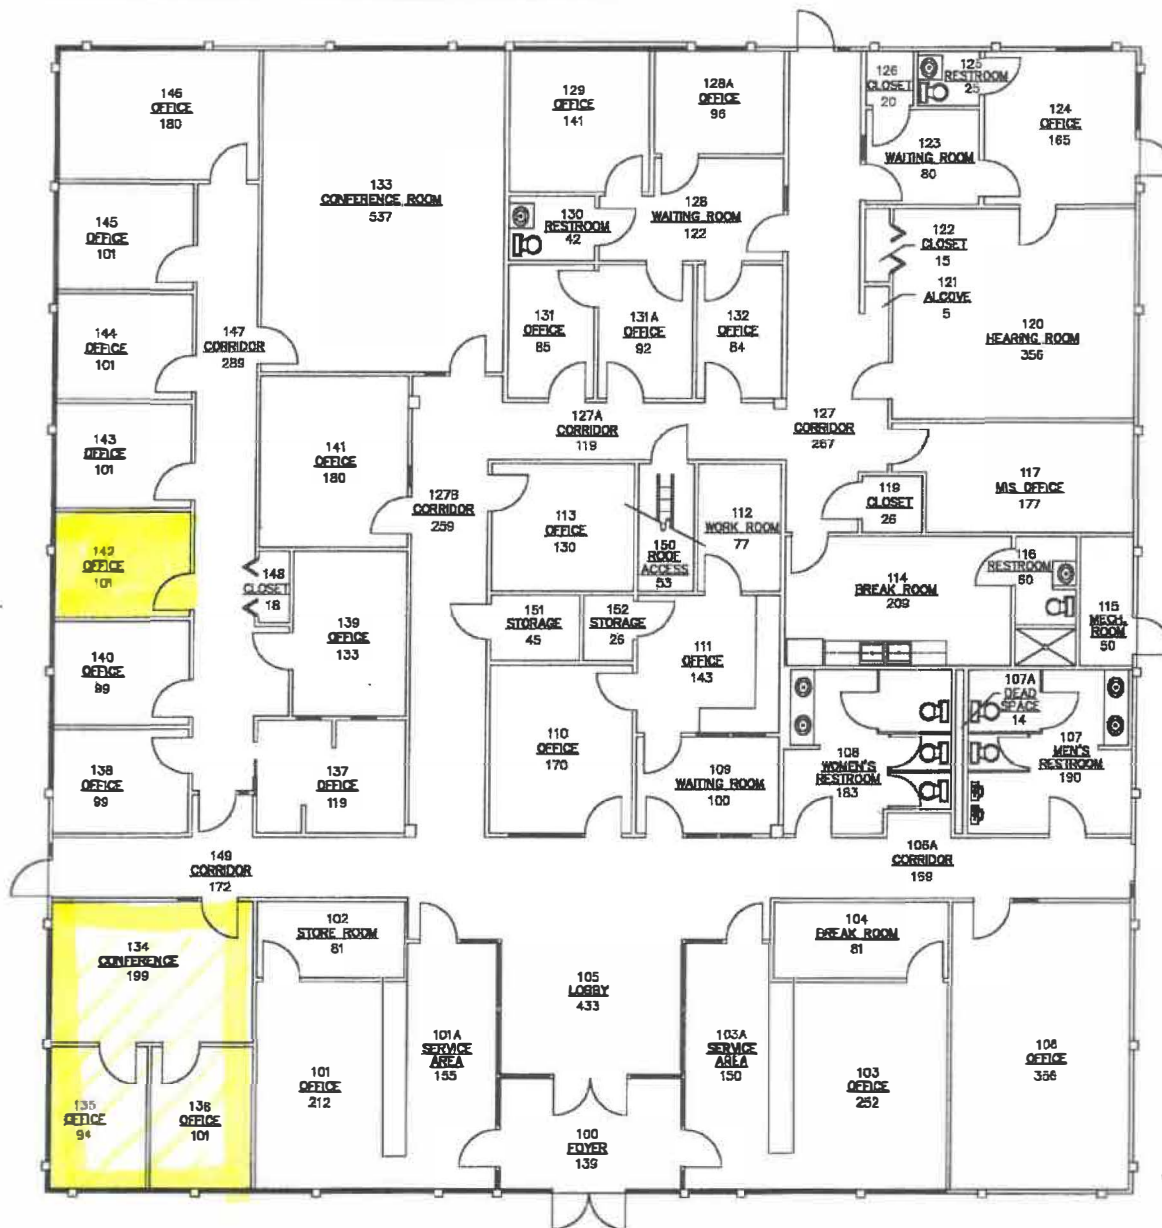 146
OFFICE
180
133
CONFERENCE ROOM
537
129
OFFICE
141
128A
OFFICE
96
126
CLOSET
20
125
RESTROOM
25
124
OFFICE
165
123
WAITING ROOM
80
145
OFFICE
101
130
RESTROOM
42
128
WAITING ROOM
122
122
CLOSET
15
121
ALCOVE
5
120
HEARING ROOM
356
144
OFFICE
101
147
CORRIDOR
289
131
OFFICE
85
131A
OFFICE
92
132
OFFICE
84
143
OFFICE
101
141
OFFICE
180
127A
CORRIDOR
119
127
CORRIDOR
267
117
MIS OFFICE
177
119
CLOSET
26
127B
CORRIDOR
259
113
OFFICE
130
150
ROOF
ACCESS
53
112
WORK ROOM
77
142
OFFICE
101
148
CLOSET
18
139
OFFICE
133
114
BREAK ROOM
209
116
RESTROOM
60
115
MECH.
ROOM
50
151
STORAGE
45
152
STORAGE
26
111
OFFICE
143
140
OFFICE
99
107A
DEAD
SPACE
14
110
OFFICE
170
109
WAITING ROOM
100
108
WOMEN'S
RESTROOM
183
107
MEN'S
RESTROOM
190
138
OFFICE
99
137
OFFICE
119
149
CORRIDOR
172
106A
CORRIDOR
169
134
CONFERENCE
199
102
STORE ROOM
81
104
BREAK ROOM
81
105
LOBBY
433
101A
SERVICE
AREA
155
103A
SERVICE
AREA
150
106
OFFICE
366
135
OFFICE
94
136
OFFICE
101
101
OFFICE
212
103
OFFICE
252
100
FOYER
139